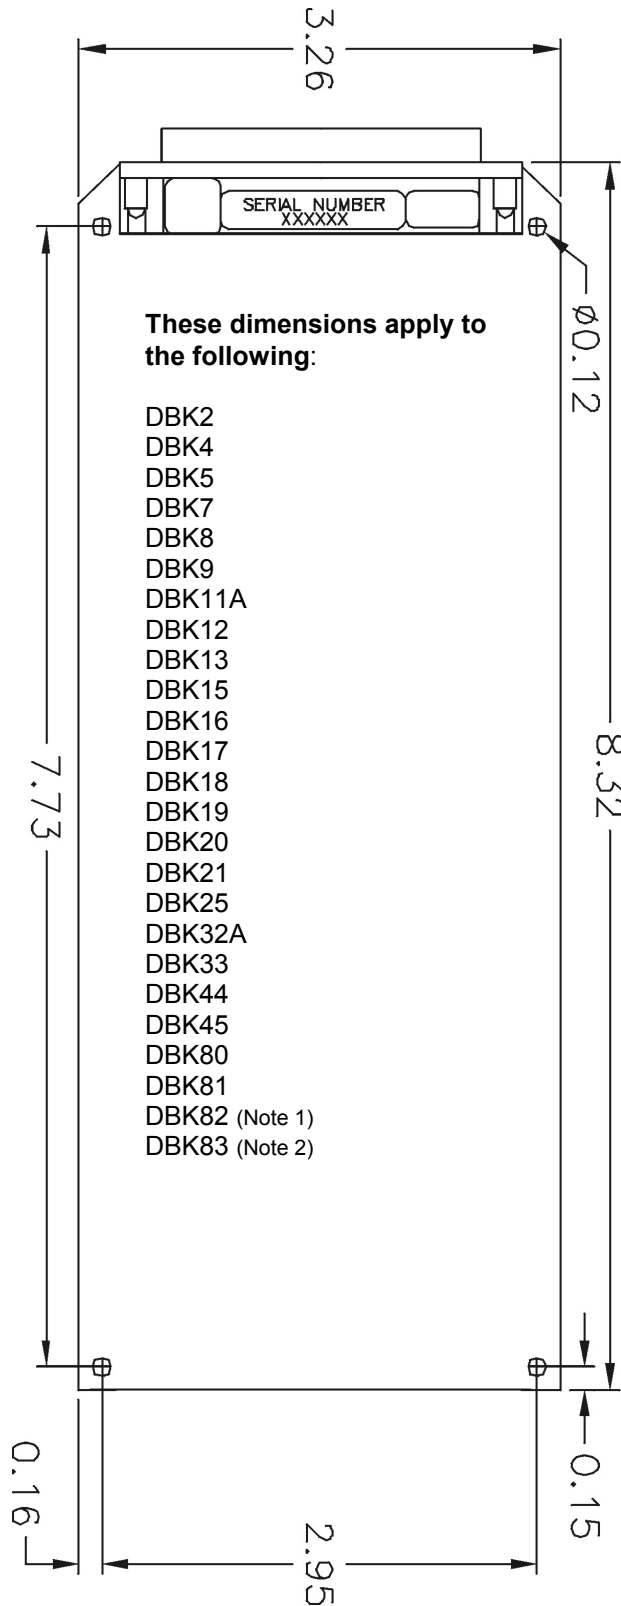 3.26
SERIAL NUMBER
XXXXXX
Ø0.12
These dimensions apply to
the following:
DBK2
DBK4
DBK5
DBK7
DBK8
DBK9
DBK11A
DBK12
DBK13
DBK15
DBK16
DBK17
DBK18
DBK19
DBK20
DBK21
DBK25
DBK32A
DBK33
DBK44
DBK45
DBK80
DBK81
DBK82 (Note 1)
DBK83 (Note 2)
8.32
7.73
0.16
2.95
0.15